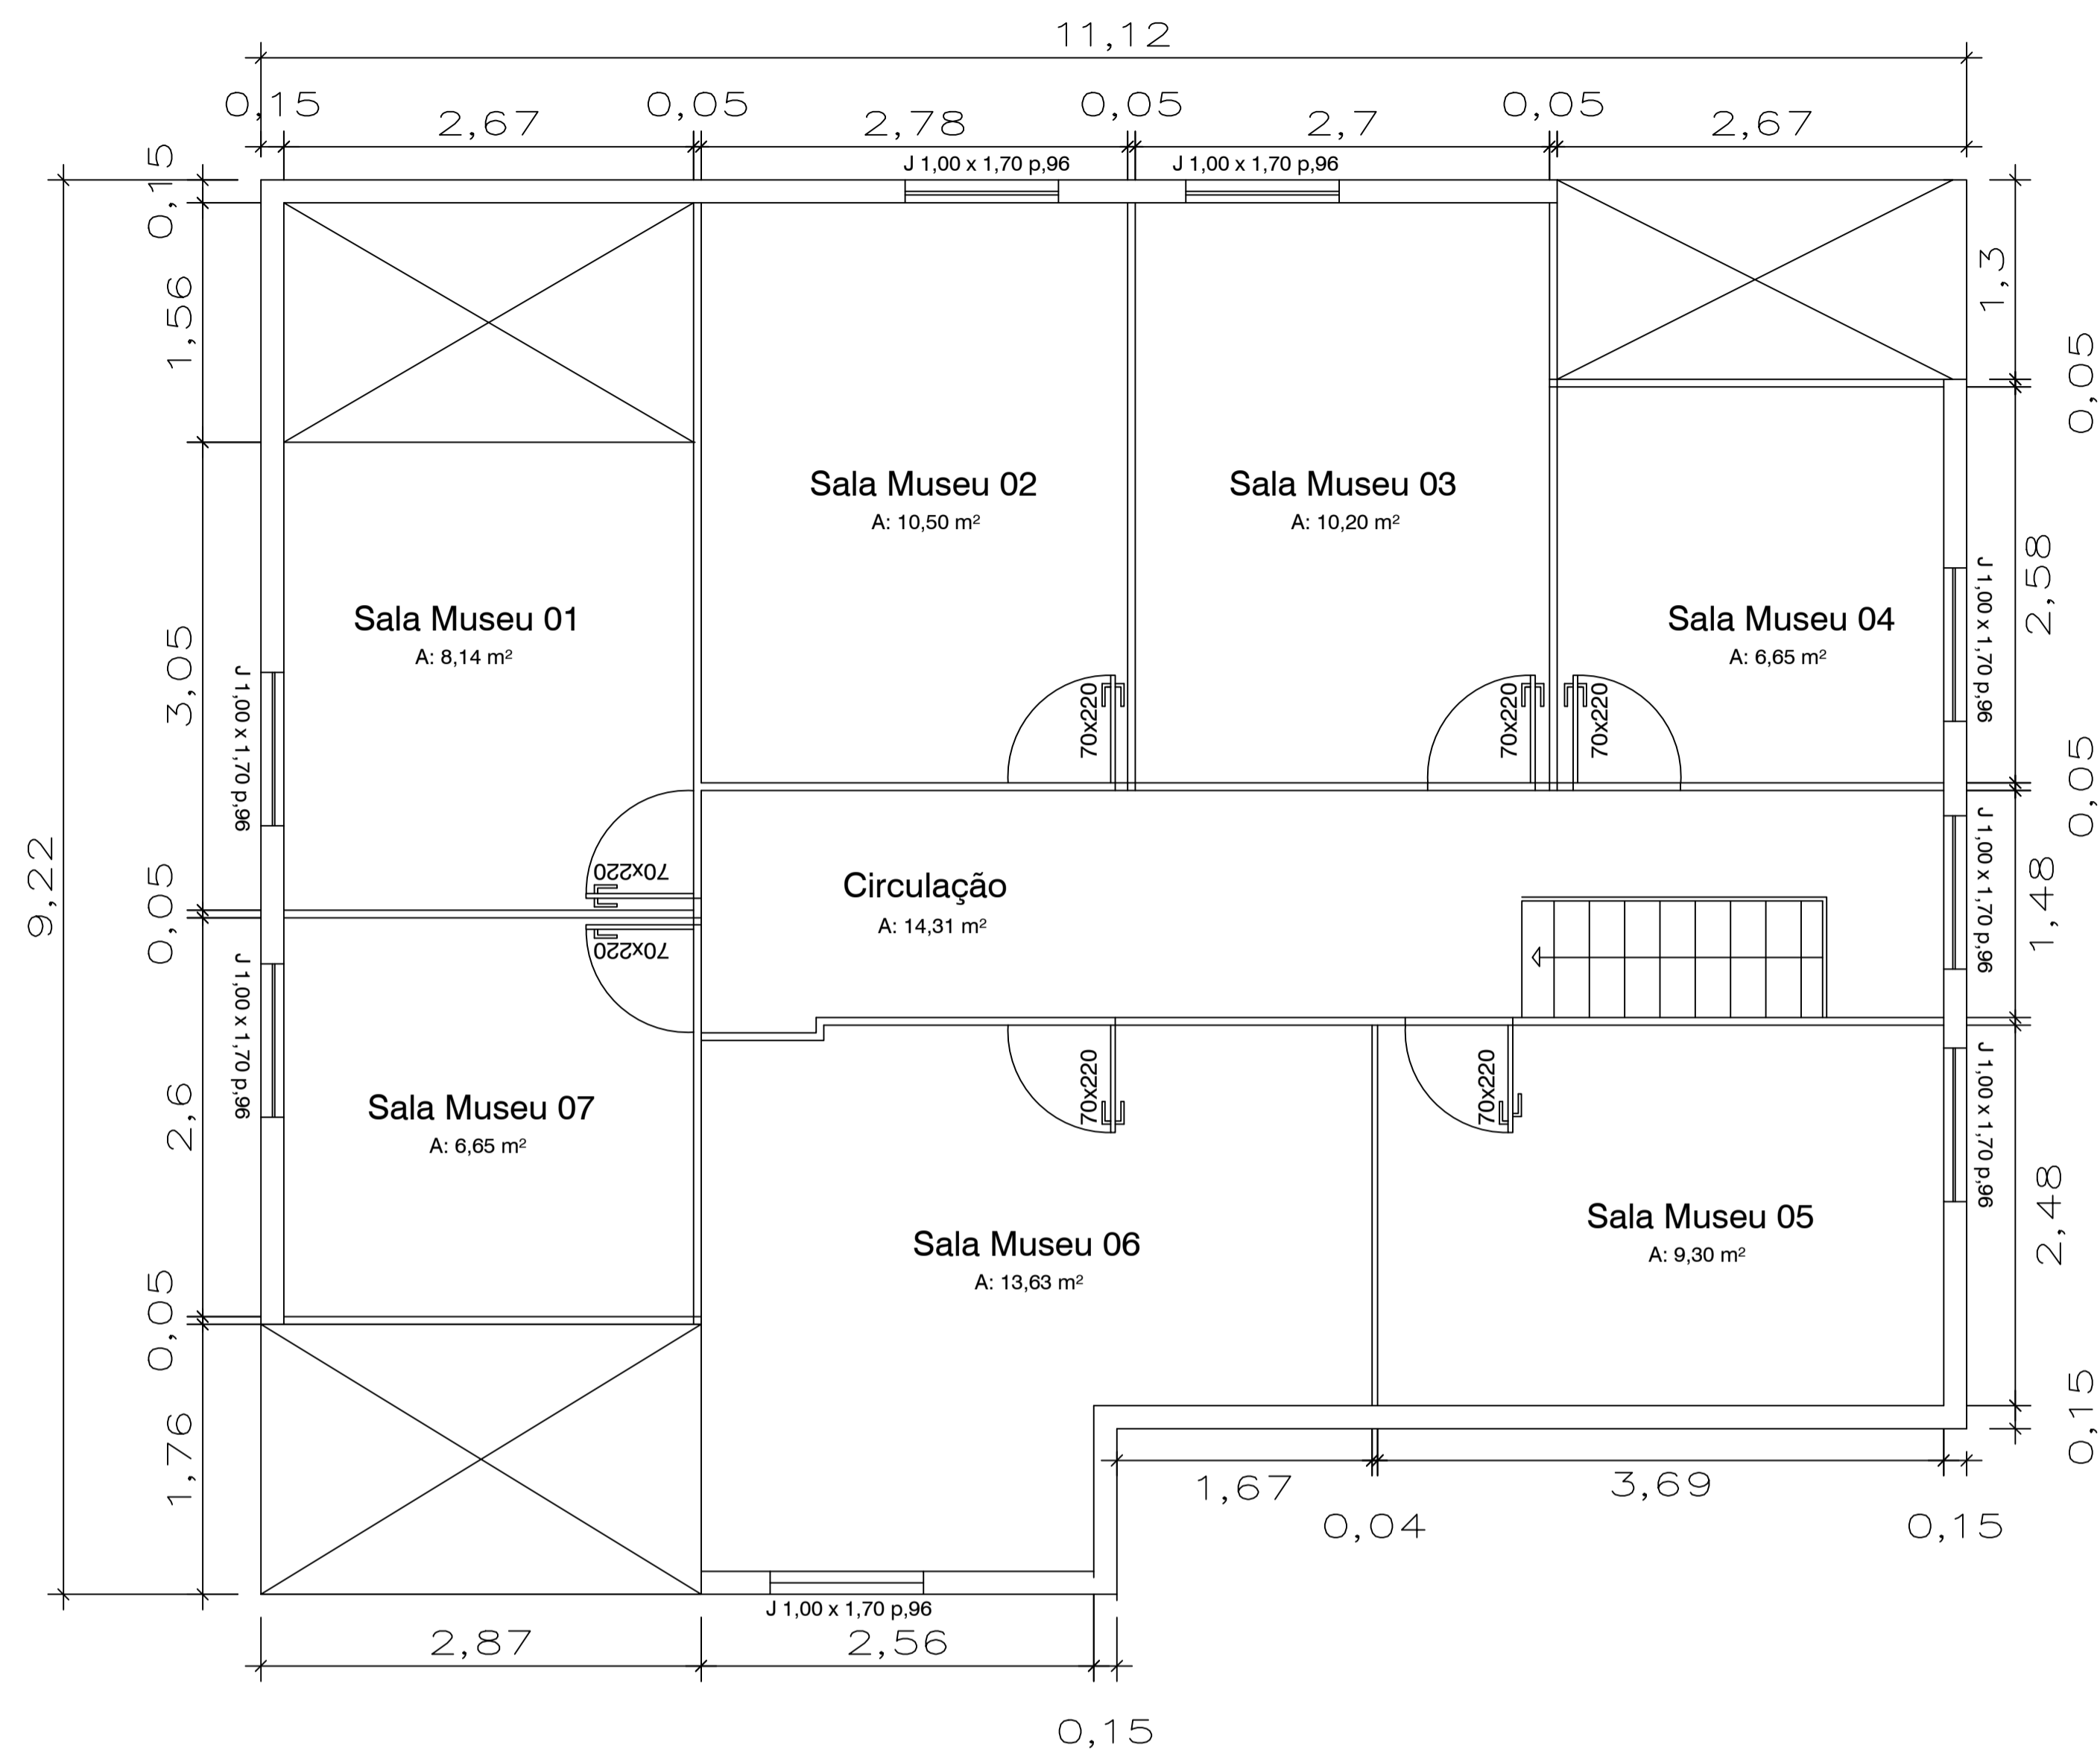 11,12
0,15
2,67
0,05
2,78
0,05
2,7
0,05
2,67
J 1,00 x 1,70 p,96
J 1,00 x 1,70 p,96
0,15
1,56
3,05
0,05
2,6
0,05
1,76
9,22
1,3
0,05
2,58
0,05
1,48
2,48
0,15
Sala Museu 02
A: 10,50 m²
Sala Museu 03
A: 10,20 m²
Sala Museu 01
A: 8,14 m²
Sala Museu 04
A: 6,65 m²
J 1,00 x 1,70 p,96
J 1,00 x 1,70 p,96
70x220
70x220
70x220
70x220
70x220
Circulação
A: 14,31 m²
J 1,00 x 1,70 p,96
J 1,00 x 1,70 p,96
J 1,00 x 1,70 p,96
70x220
70x220
Sala Museu 07
A: 6,65 m²
Sala Museu 06
A: 13,63 m²
Sala Museu 05
A: 9,30 m²
1,67
3,69
0,04
0,15
J 1,00 x 1,70 p,96
2,87
2,56
0,15